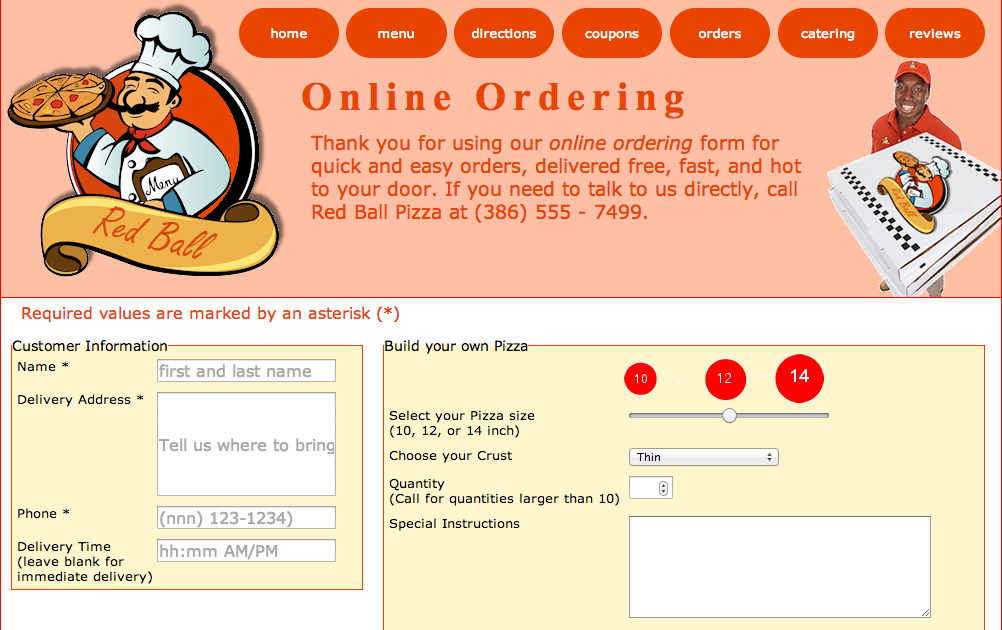 home
menu
directions
coupons
orders
catering
reviews
Online Ordering
Thank you for using our online ordering form for
quick and easy orders, delivered free, fast, and hot
to your door. If you need to talk to us directly, call
Red Ball Pizza at (386) 555 - 7499.
Menu
Red Ball
Red Ball
Required values are marked by an asterisk (*)
Customer Information
Name *
first and last name
Delivery Address *
Tell us where to bring
Phone *
(nnn) 123-1234)
Delivery Time
(leave blank for
immediate delivery)
hh:mm AM/PM
Build your own Pizza
10
12
14
Select your Pizza size
(10, 12, or 14 inch)
Choose your Crust
Thin
Quantity
(Call for quantities larger than 10)
Special Instructions